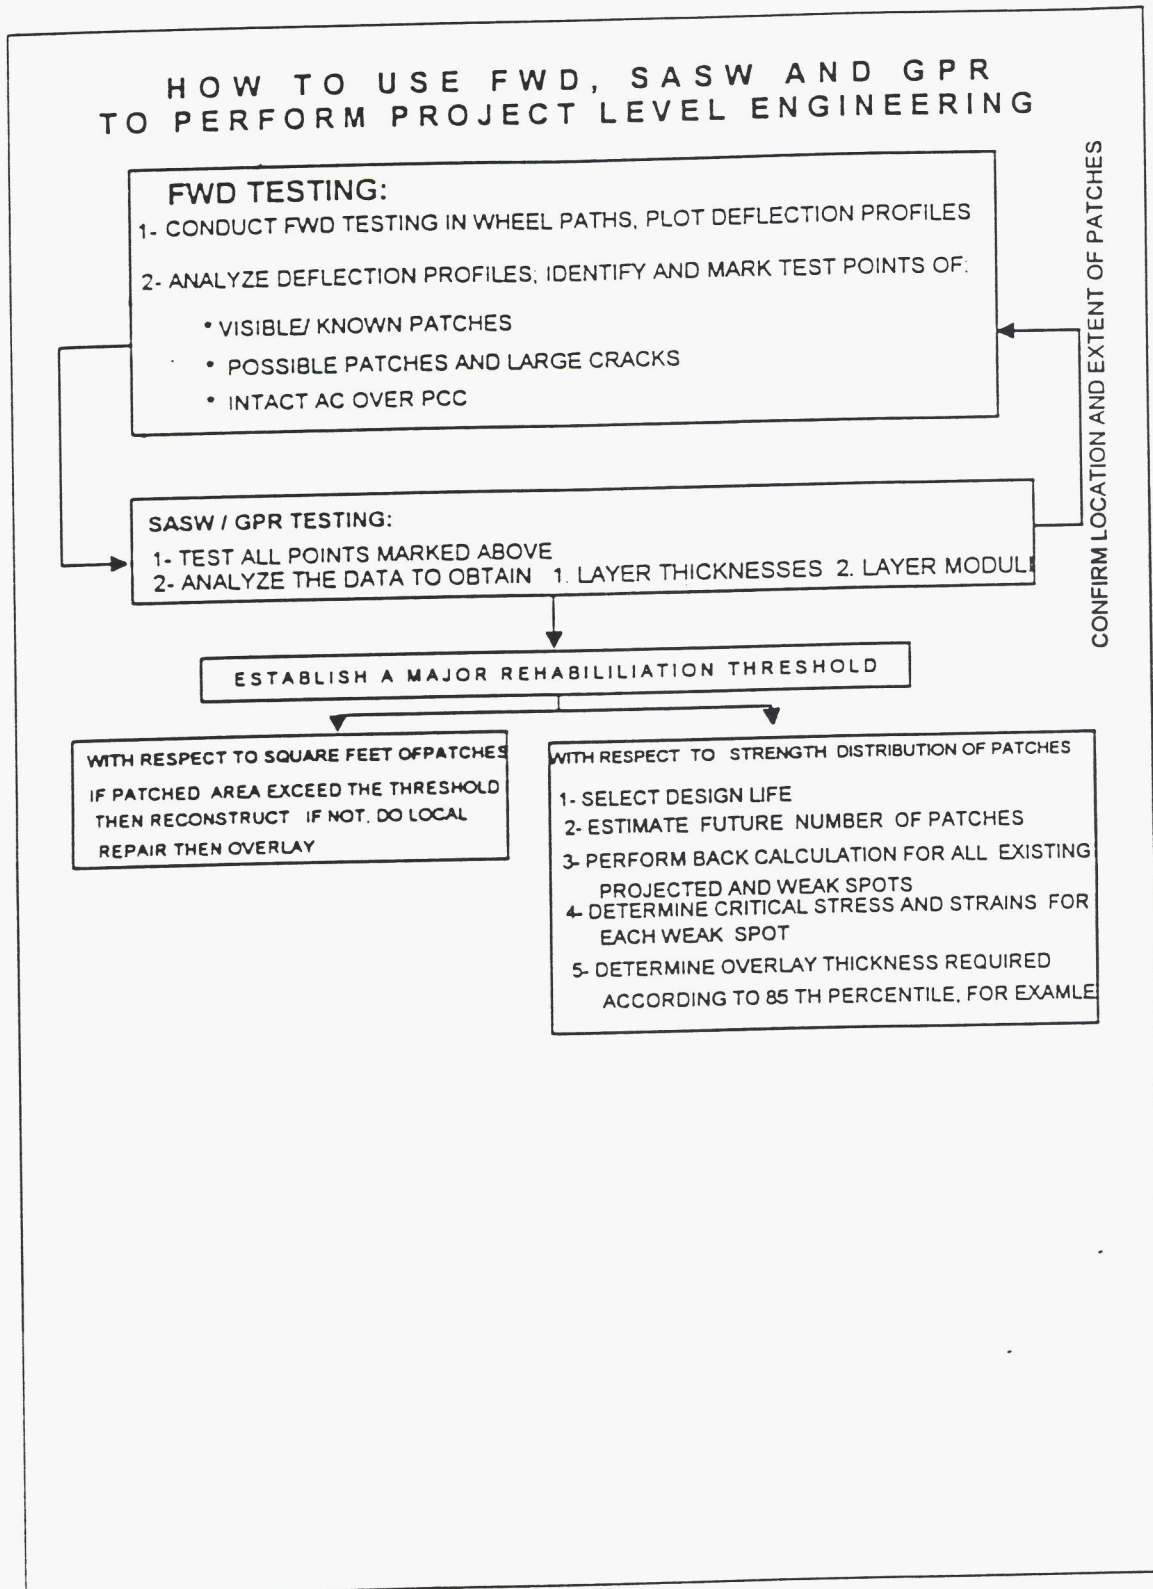 HOW TO USE FWD, SASW AND GPR
TO PERFORM PROJECT LEVEL ENGINEERING
FWD TESTING:
1- CONDUCT FWD TESTING IN WHEEL PATHS, PLOT DEFLECTION PROFILES
2- ANALYZE DEFLECTION PROFILES; IDENTIFY AND MARK TEST POINTS OF:
• VISIBLE/ KNOWN PATCHES
• POSSIBLE PATCHES AND LARGE CRACKS
• INTACT AC OVER PCC
CONFIRM LOCATION AND EXTENT OF PATCHES
SASW / GPR TESTING:
1- TEST ALL POINTS MARKED ABOVE
2- ANALYZE THE DATA TO OBTAIN 1. LAYER THICKNESSES 2. LAYER MODULI
ESTABLISH A MAJOR REHABILILIATION THRESHOLD
WITH RESPECT TO SQUARE FEET OFPATCHES
IF PATCHED AREA EXCEED THE THRESHOLD
THEN RECONSTRUCT IF NOT, DO LOCAL
REPAIR THEN OVERLAY
WITH RESPECT TO STRENGTH DISTRIBUTION OF PATCHES
1- SELECT DESIGN LIFE
2- ESTIMATE FUTURE NUMBER OF PATCHES
3- PERFORM BACK CALCULATION FOR ALL EXISTING
PROJECTED AND WEAK SPOTS
4- DETERMINE CRITICAL STRESS AND STRAINS FOR
EACH WEAK SPOT
5- DETERMINE OVERLAY THICKNESS REQUIRED
ACCORDING TO 85 TH PERCENTILE, FOR EXAMLE